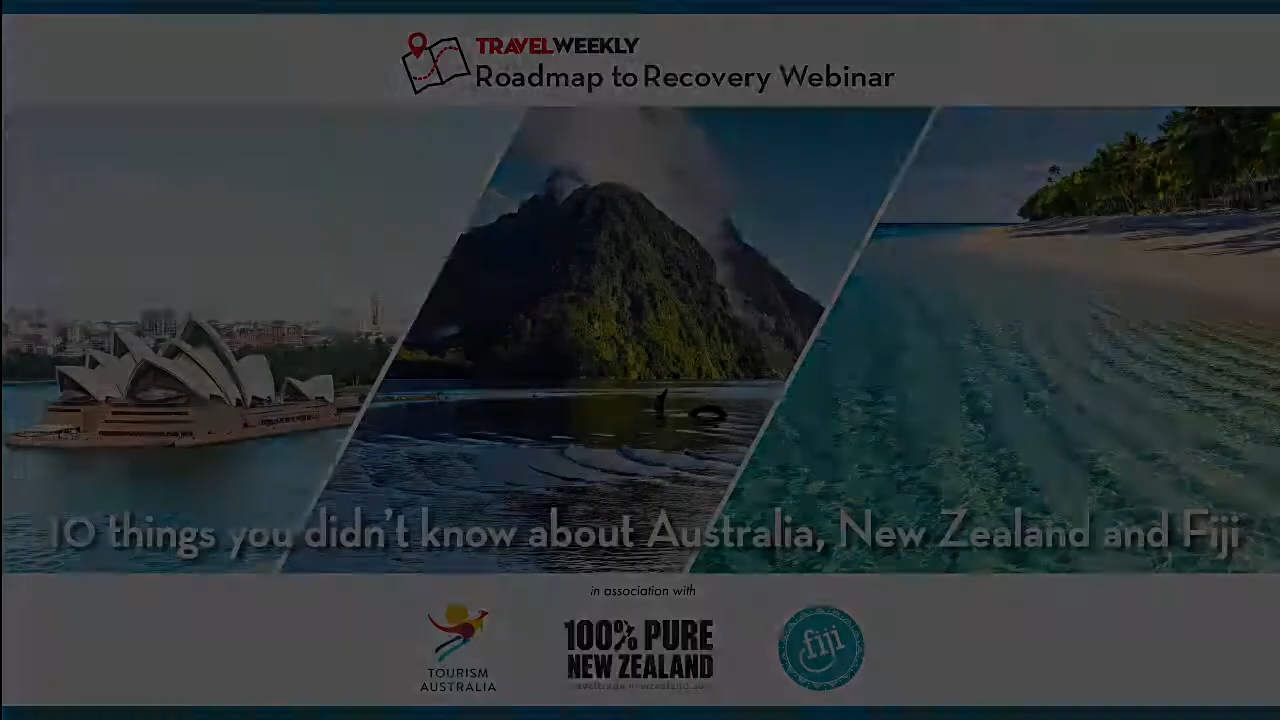 TRAVELWEEKLY
Roadmap to Recovery Webinar
10 things you didn't know about Australia, New Zealand and Fiji
in association with
TOURISM
AUSTRALIA
100% PURE
NEW ZEALAND
fiji